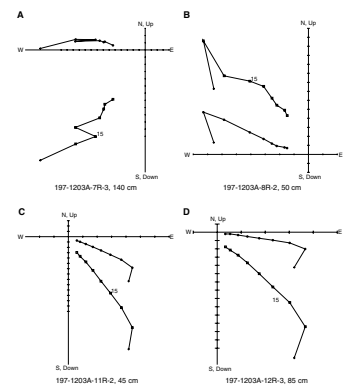 A
N, Up
W
E
15
S, Down
197-1203A-7R-3, 140 cm
B
N, Up
15
W
E
S, Down
197-1203A-8R-2, 50 cm
C
N, Up
W
E
15
S, Down
197-1203A-11R-2, 45 cm
D
N, Up
W
E
15
S, Down
197-1203A-12R-3, 85 cm